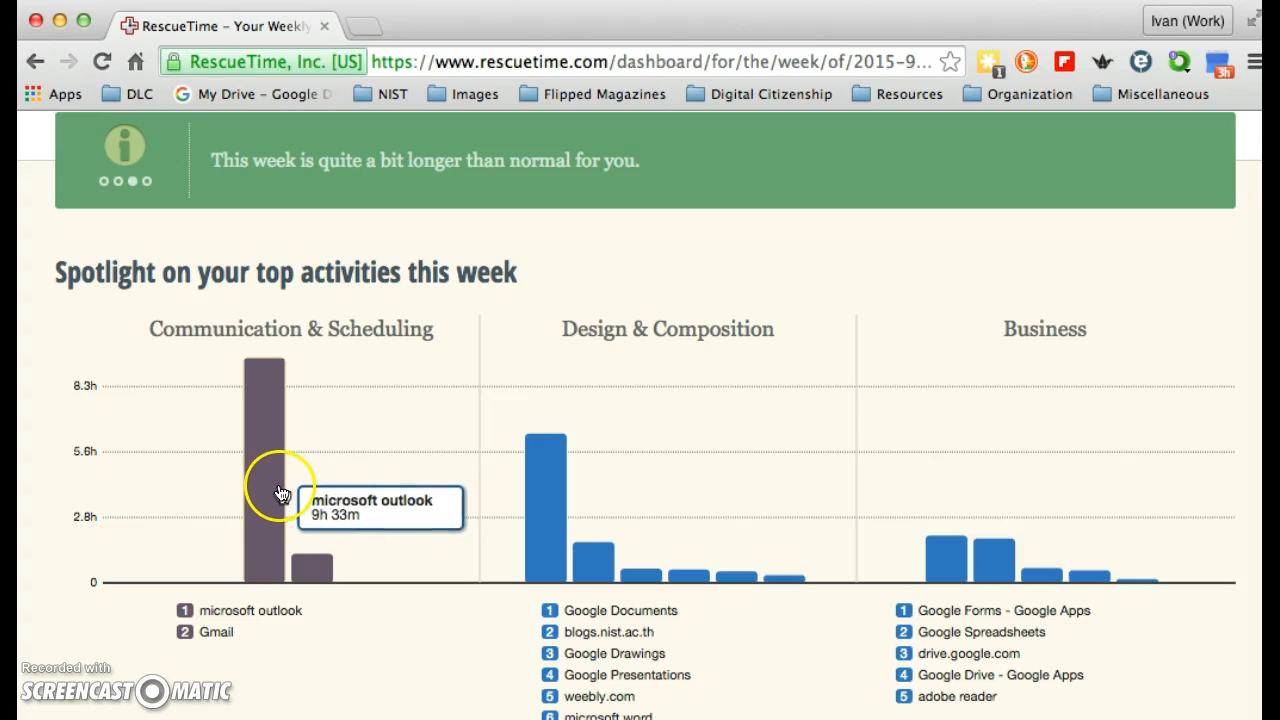 RescueTime - Your Weekly
Ivan (Work)
RescueTime, Inc. [US] https://www.rescuetime.com/dashboard/for/the/week/of/2015-9...
1
3h
Apps DLC My Drive - Google D NIST Images Flipped Magazines Digital Citizenship Resources Organization Miscellaneous
This week is quite a bit longer than normal for you.
Spotlight on your top activities this week
Communication & Scheduling
Design & Composition
Business
8.3h
5.6h
2.8h
0
microsoft outlook
9h 33m
1 microsoft outlook
2 Gmail
1 Google Documents
2 blogs.nist.ac.th
3 Google Drawings
4 Google Presentations
5 weebly.com
6 microsoft word
1 Google Forms - Google Apps
2 Google Spreadsheets
3 drive.google.com
4 Google Drive - Google Apps
5 adobe reader
Recorded with
SCREENCAST-O-MATIC